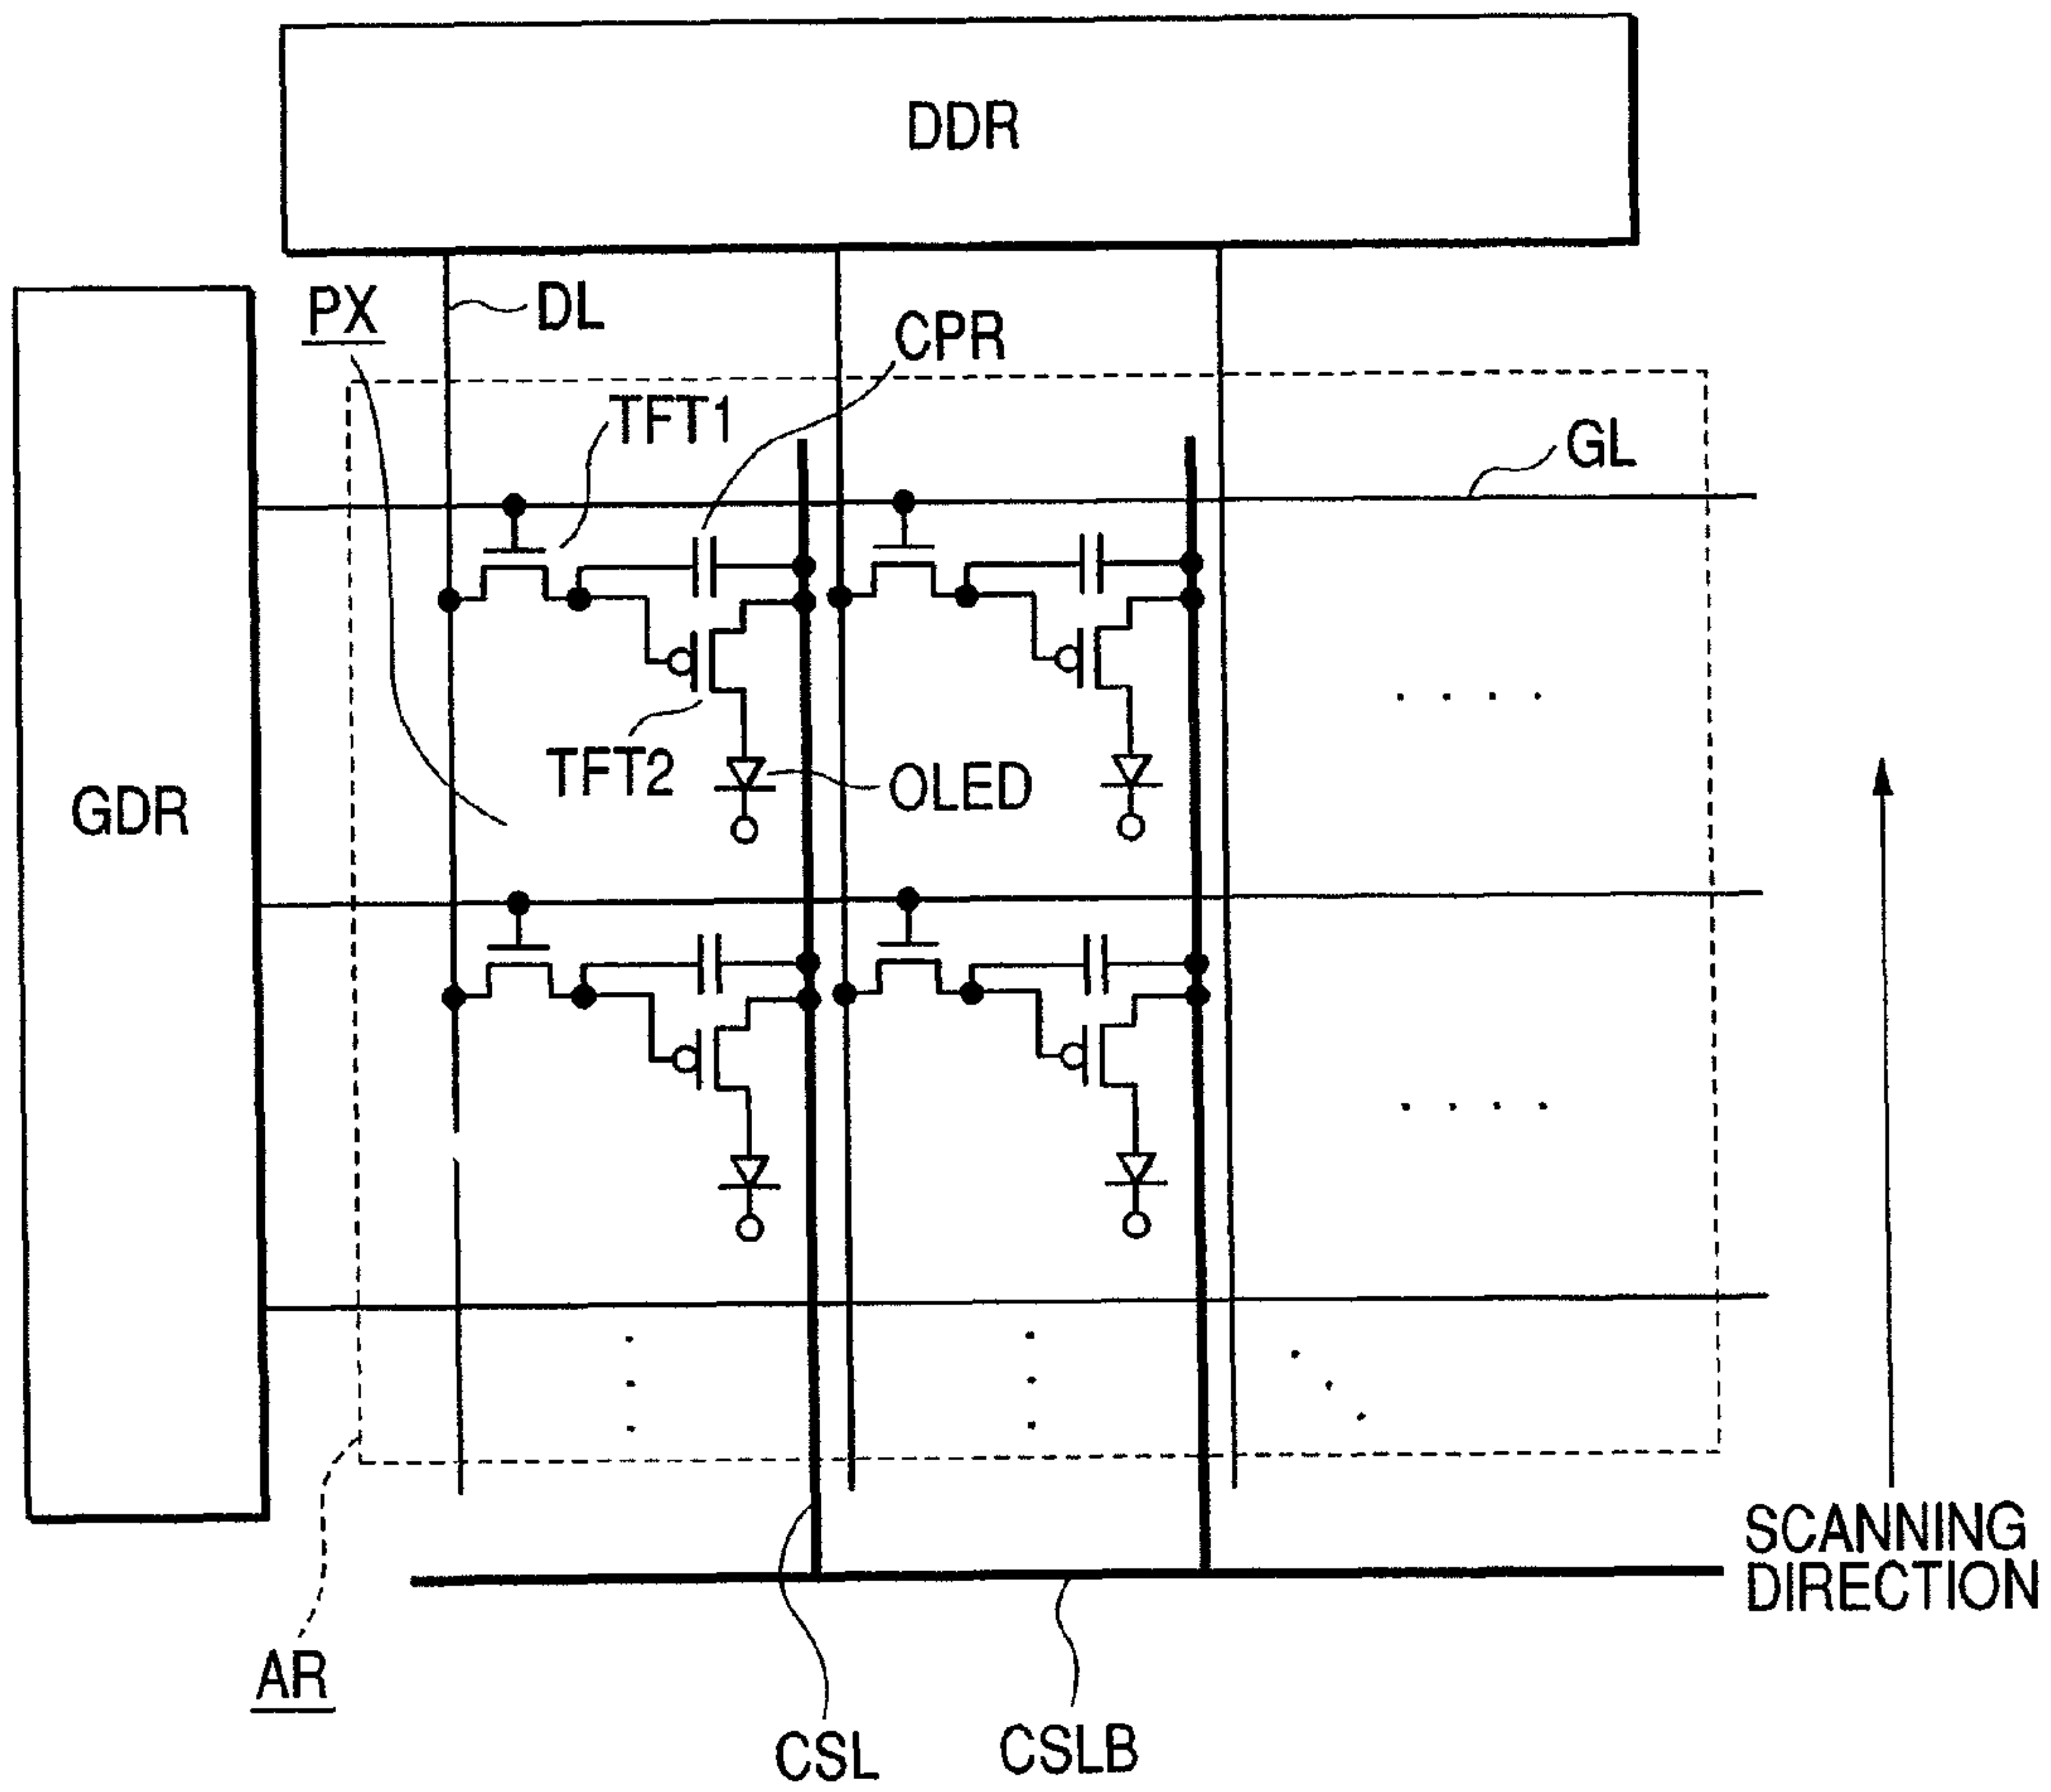 DDR
PX
DL
CPR
TFT1
GL
TFT2
OLED
GDR
SCANNING
DIRECTION
AR
CSL
CSLB